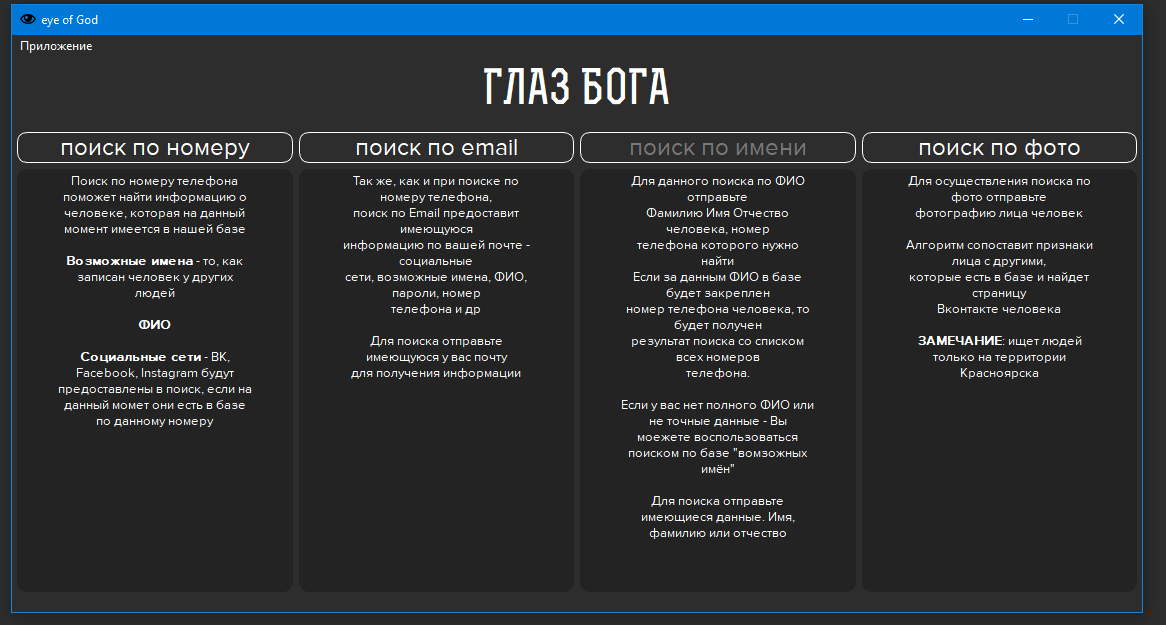 eye of God
Приложение
ГЛАЗ БОГА
поиск по номеру
Поиск по номеру телефона
поможет найти информацию о
человеке, которая на данный
момент имеется в нашей базе
Возможные имена - то, как
записан человек у других
людей
ФИО
Социальные сети - ВК,
Facebook, Instagram будут
предоставлены в поиск, если на
данный момет они есть в базе
по данному номеру
поиск по email
Так же, как и при поиске по
номеру телефона,
поиск по Email предоставит
имеющуюся
информацию по вашей почте -
социальные
сети, возможные имена, ФИО,
пароли, номер
телефона и др
Для поиска отправьте
имеющуюся у вас почту
для получения информации
поиск по имени
Для данного поиска по ФИО
отправьте
Фамилию Имя Отчество
человека, номер
телефона которого нужно
найти
Если за данным ФИО в базе
будет закреплен
номер телефона человека, то
будет получен
результат поиска со списком
всех номеров
телефона.
Если у вас нет полного ФИО или
не точные данные - Вы
моежете воспользоваться
поиском по базе "вомзожных
имён"
Для поиска отправьте
имеющиеся данные. Имя,
фамилию или отчество
поиск по фото
Для осуществления поиска по
фото отправьте
фотографию лица человек
Алгоритм сопоставит признаки
лица с другими,
которые есть в базе и найдет
страницу
Вконтакте человека
ЗАМЕЧАНИЕ: ищет людей
только на территории
Красноярска